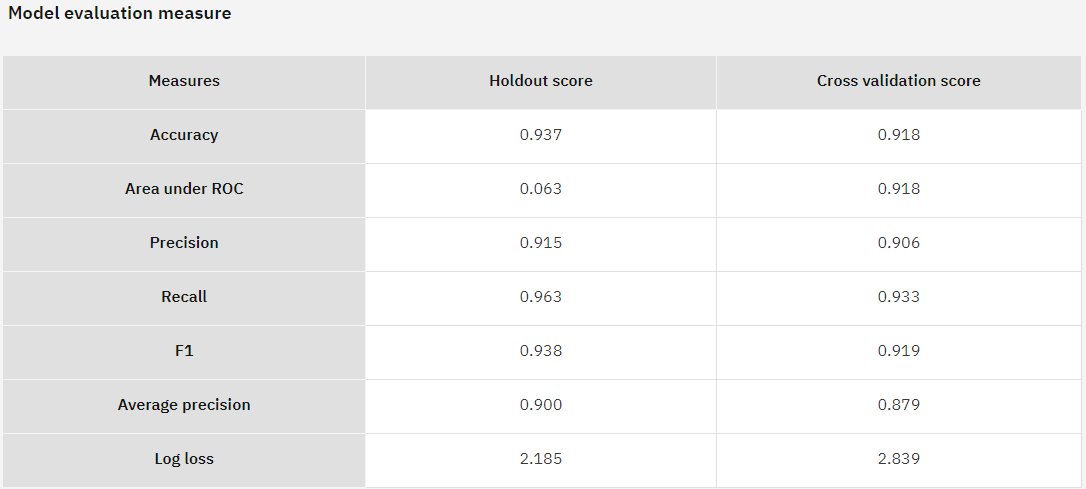 Model evaluation measure
Measures Holdout score Cross validation score
Accuracy 0.937 0.918
Area under ROC 0.063 0.918
Precision 0.915 0.906
Recall 0.963 0.933
F1 0.938 0.919
Average precision 0.900 0.879
Log loss 2.185 2.839